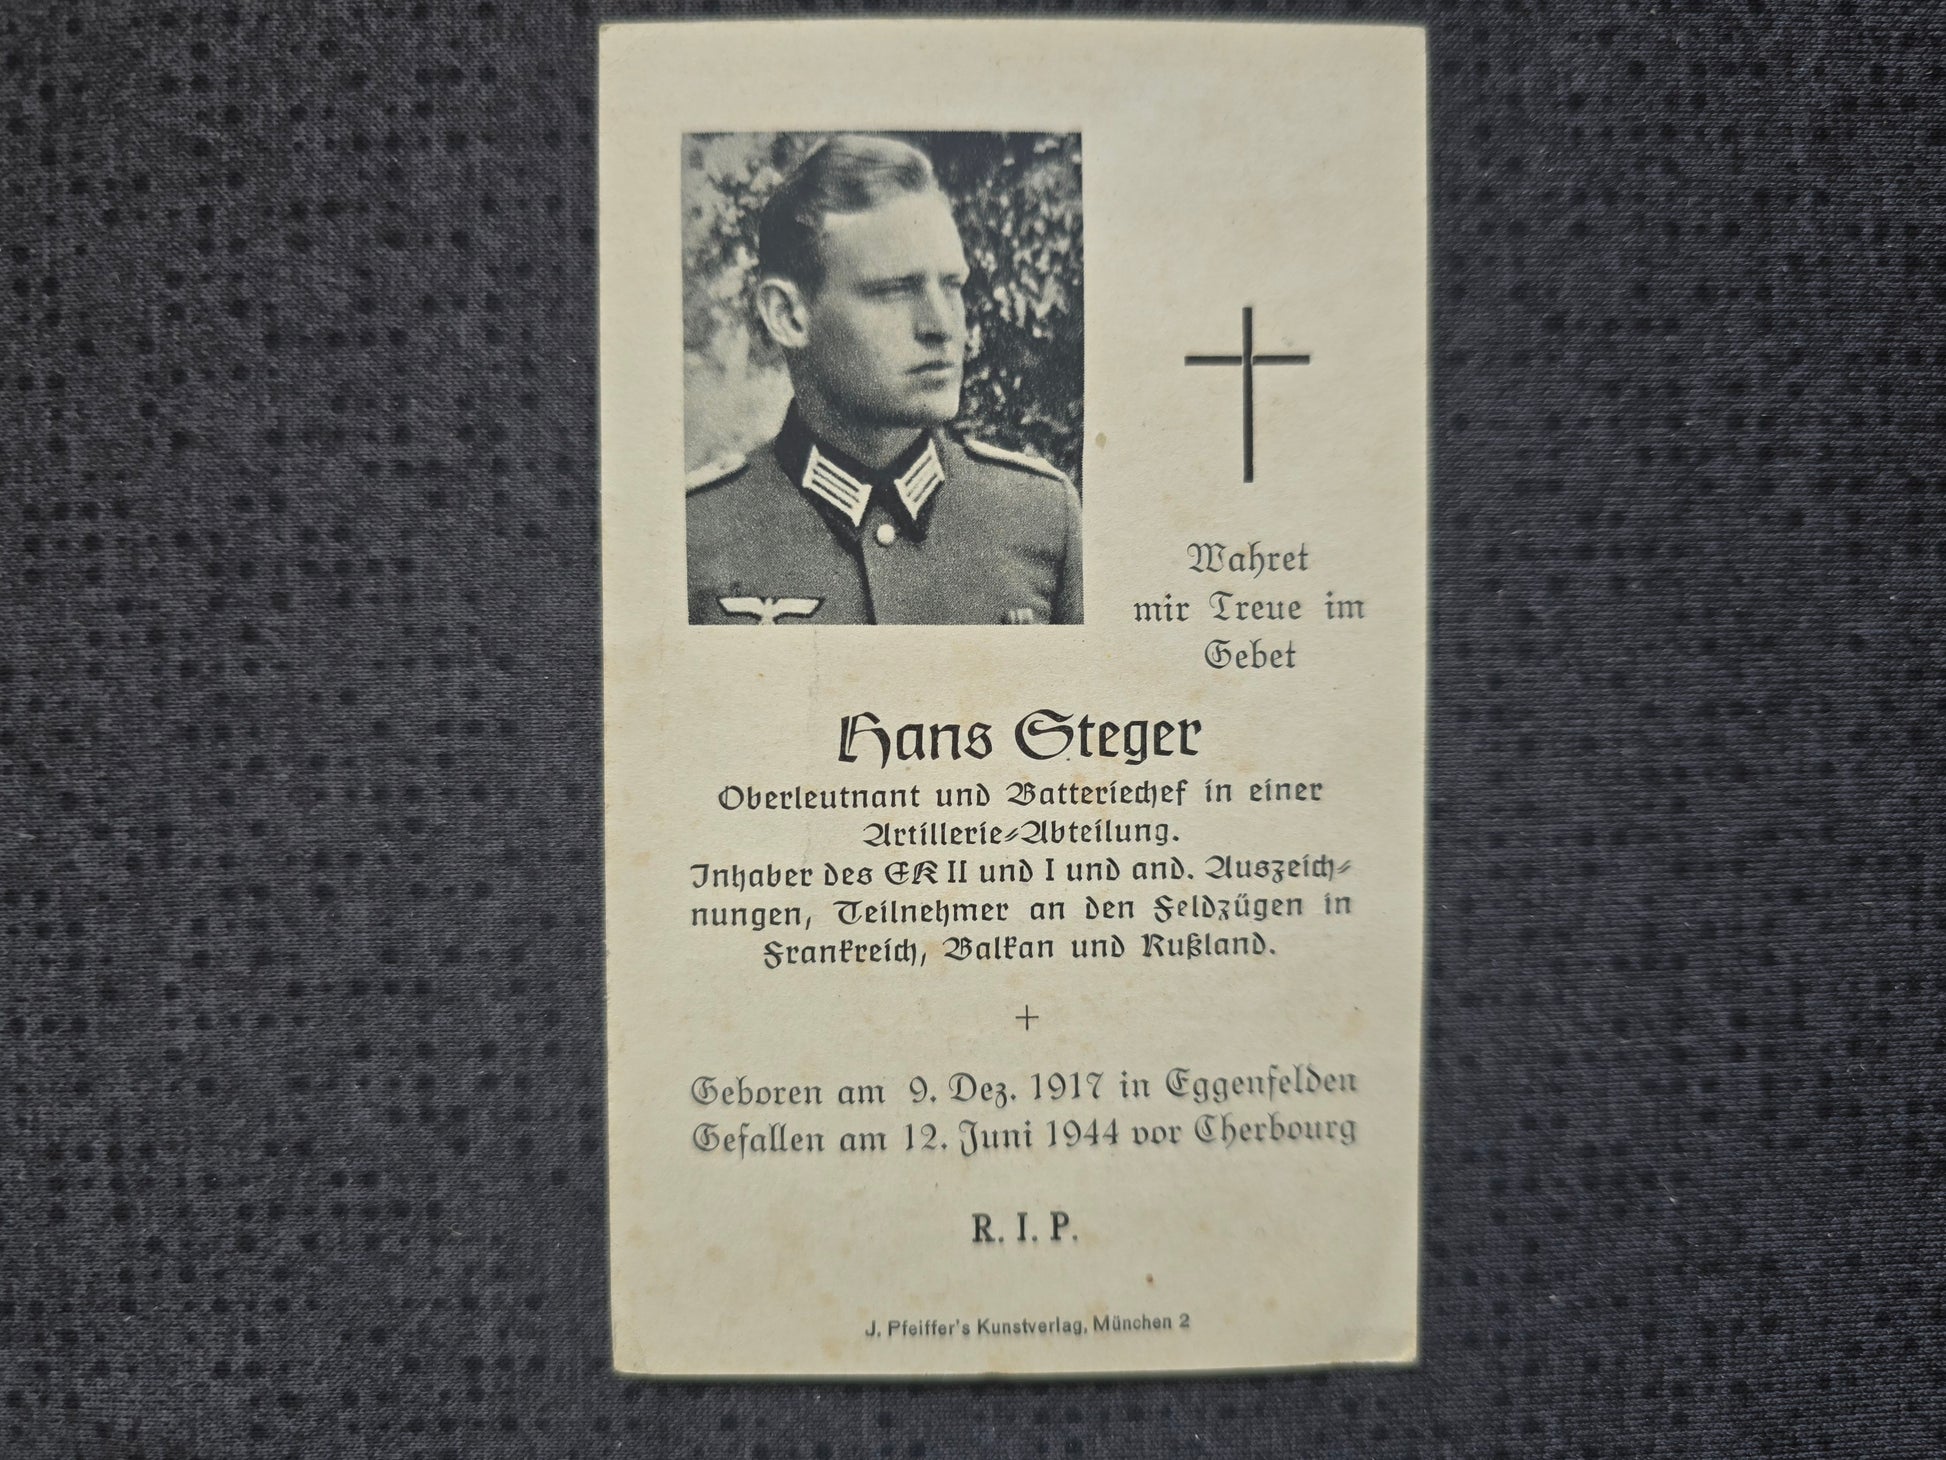 Wahret
mir Treue im
Gebet
Hans Steger
Oberleutnant und Batteriechef in einer
Artillerie-Abteilung.
Inhaber des EK II und I und and. Auszeich-
nungen, Teilnehmer an den Feldzügen in
Frankreich, Balkan und Rußland.
+
Geboren am 9. Dez. 1917 in Eggenfelden
Gefallen am 12. Juni 1944 vor Cherbourg
R. I. P.
J. Pfeiffer's Kunstverlag, München 2